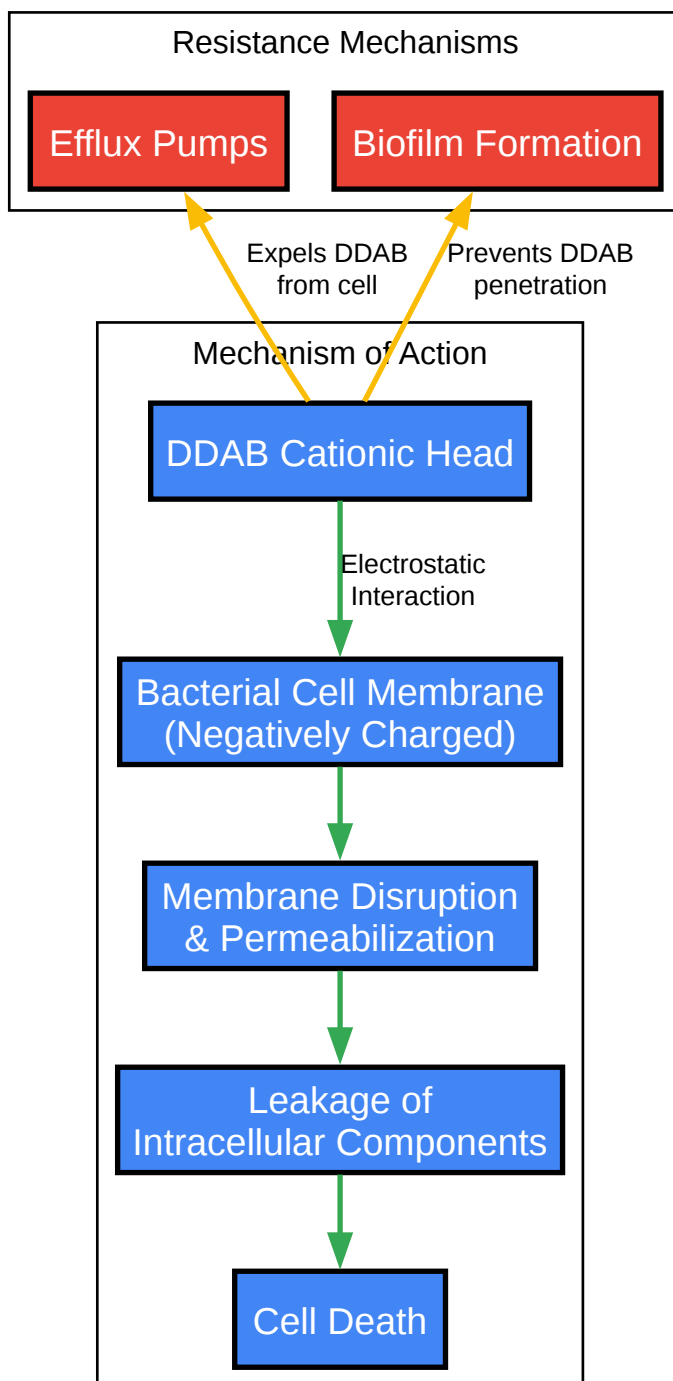 Resistance Mechanisms
Efflux Pumps
Biofilm Formation
Expels DDAB
from cell
Prevents DDAB
penetration
Mechanism of Action
DDAB Cationic Head
Electrostatic
Interaction
Bacterial Cell Membrane
(Negatively Charged)
Membrane Disruption
& Permeabilization
Leakage of
Intracellular Components
Cell Death